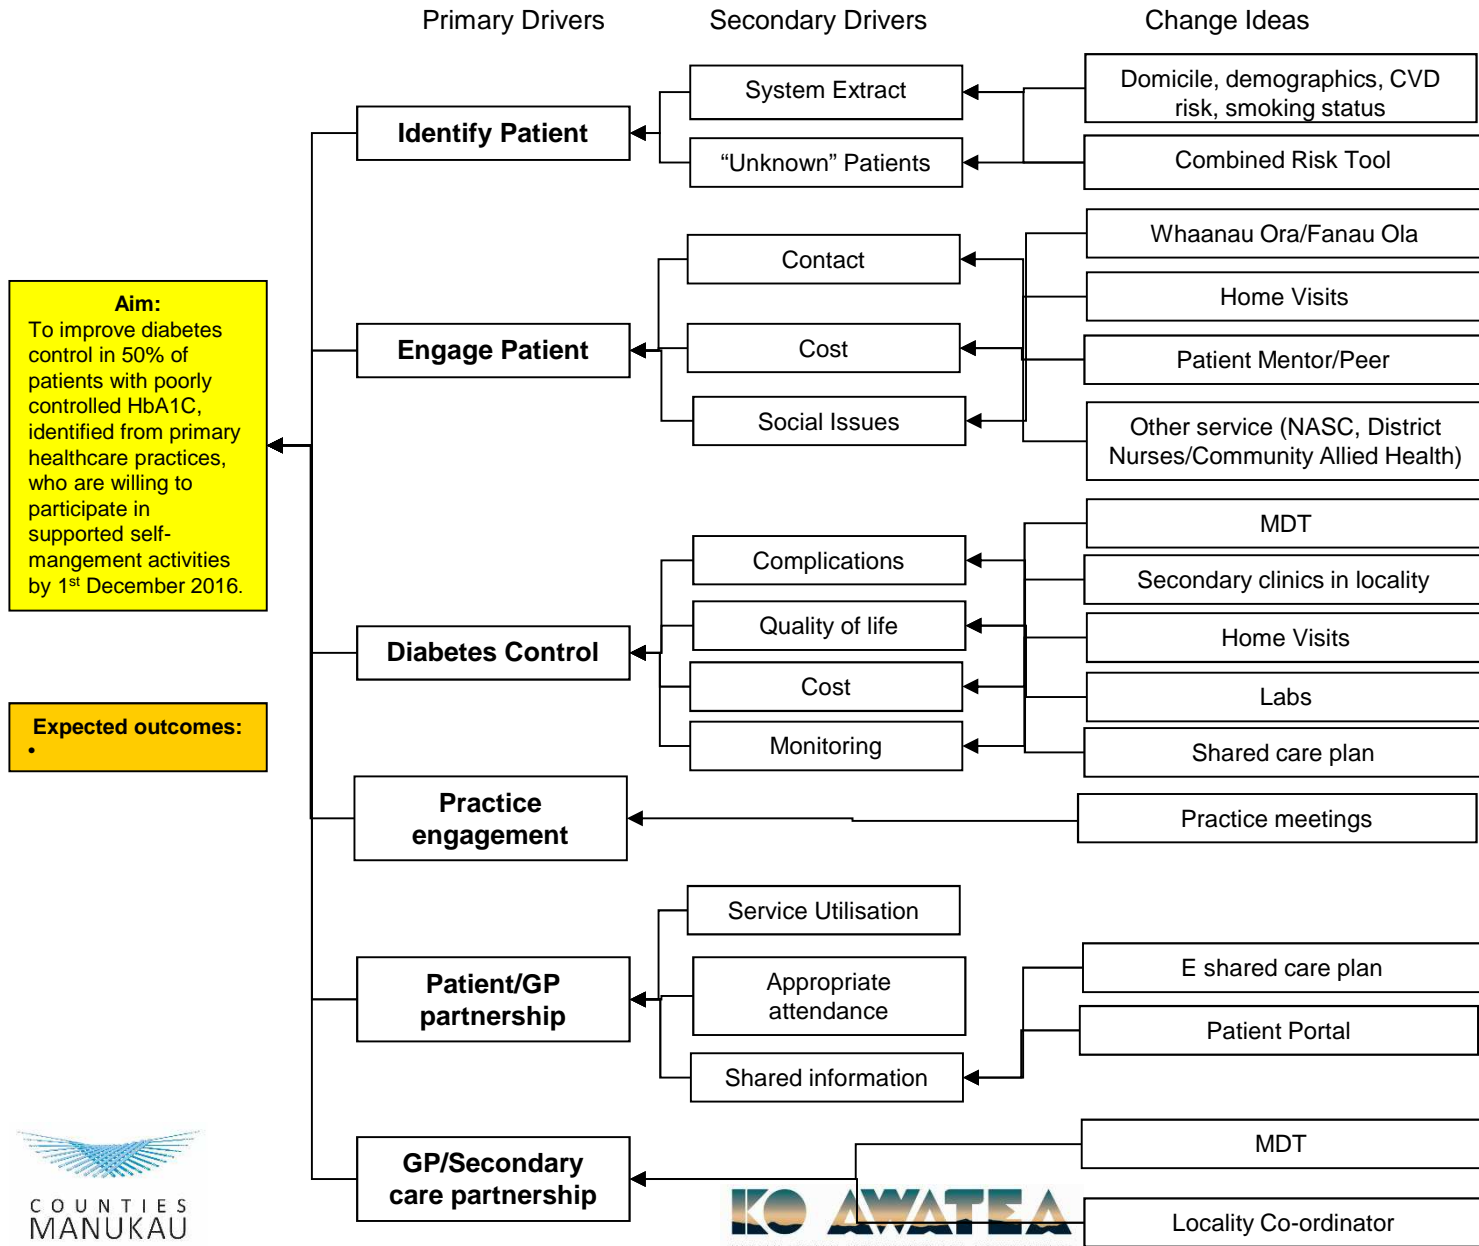 Primary Drivers
Secondary Drivers
Change Ideas
Aim:
To improve diabetes
control in 50% of
patients with poorly
controlled HbA1C,
identified from primary
healthcare practices,
who are willing to
participate in
supported self-
mangement activities
by 1st December 2016.
Expected outcomes:
•
Identify Patient
System Extract
“Unknown” Patients
Domicile, demographics, CVD
risk, smoking status
Combined Risk Tool
Engage Patient
Contact
Cost
Social Issues
Whaanau Ora/Fanau Ola
Home Visits
Patient Mentor/Peer
Other service (NASC, District
Nurses/Community Allied Health)
Diabetes Control
Complications
Quality of life
Cost
Monitoring
MDT
Secondary clinics in locality
Home Visits
Labs
Shared care plan
Practice
engagement
Practice meetings
Patient/GP
partnership
Service Utilisation
Appropriate
attendance
Shared information
E shared care plan
Patient Portal
GP/Secondary
care partnership
MDT
Locality Co-ordinator
COUNTIES
MANUKAU
KO AWATEA